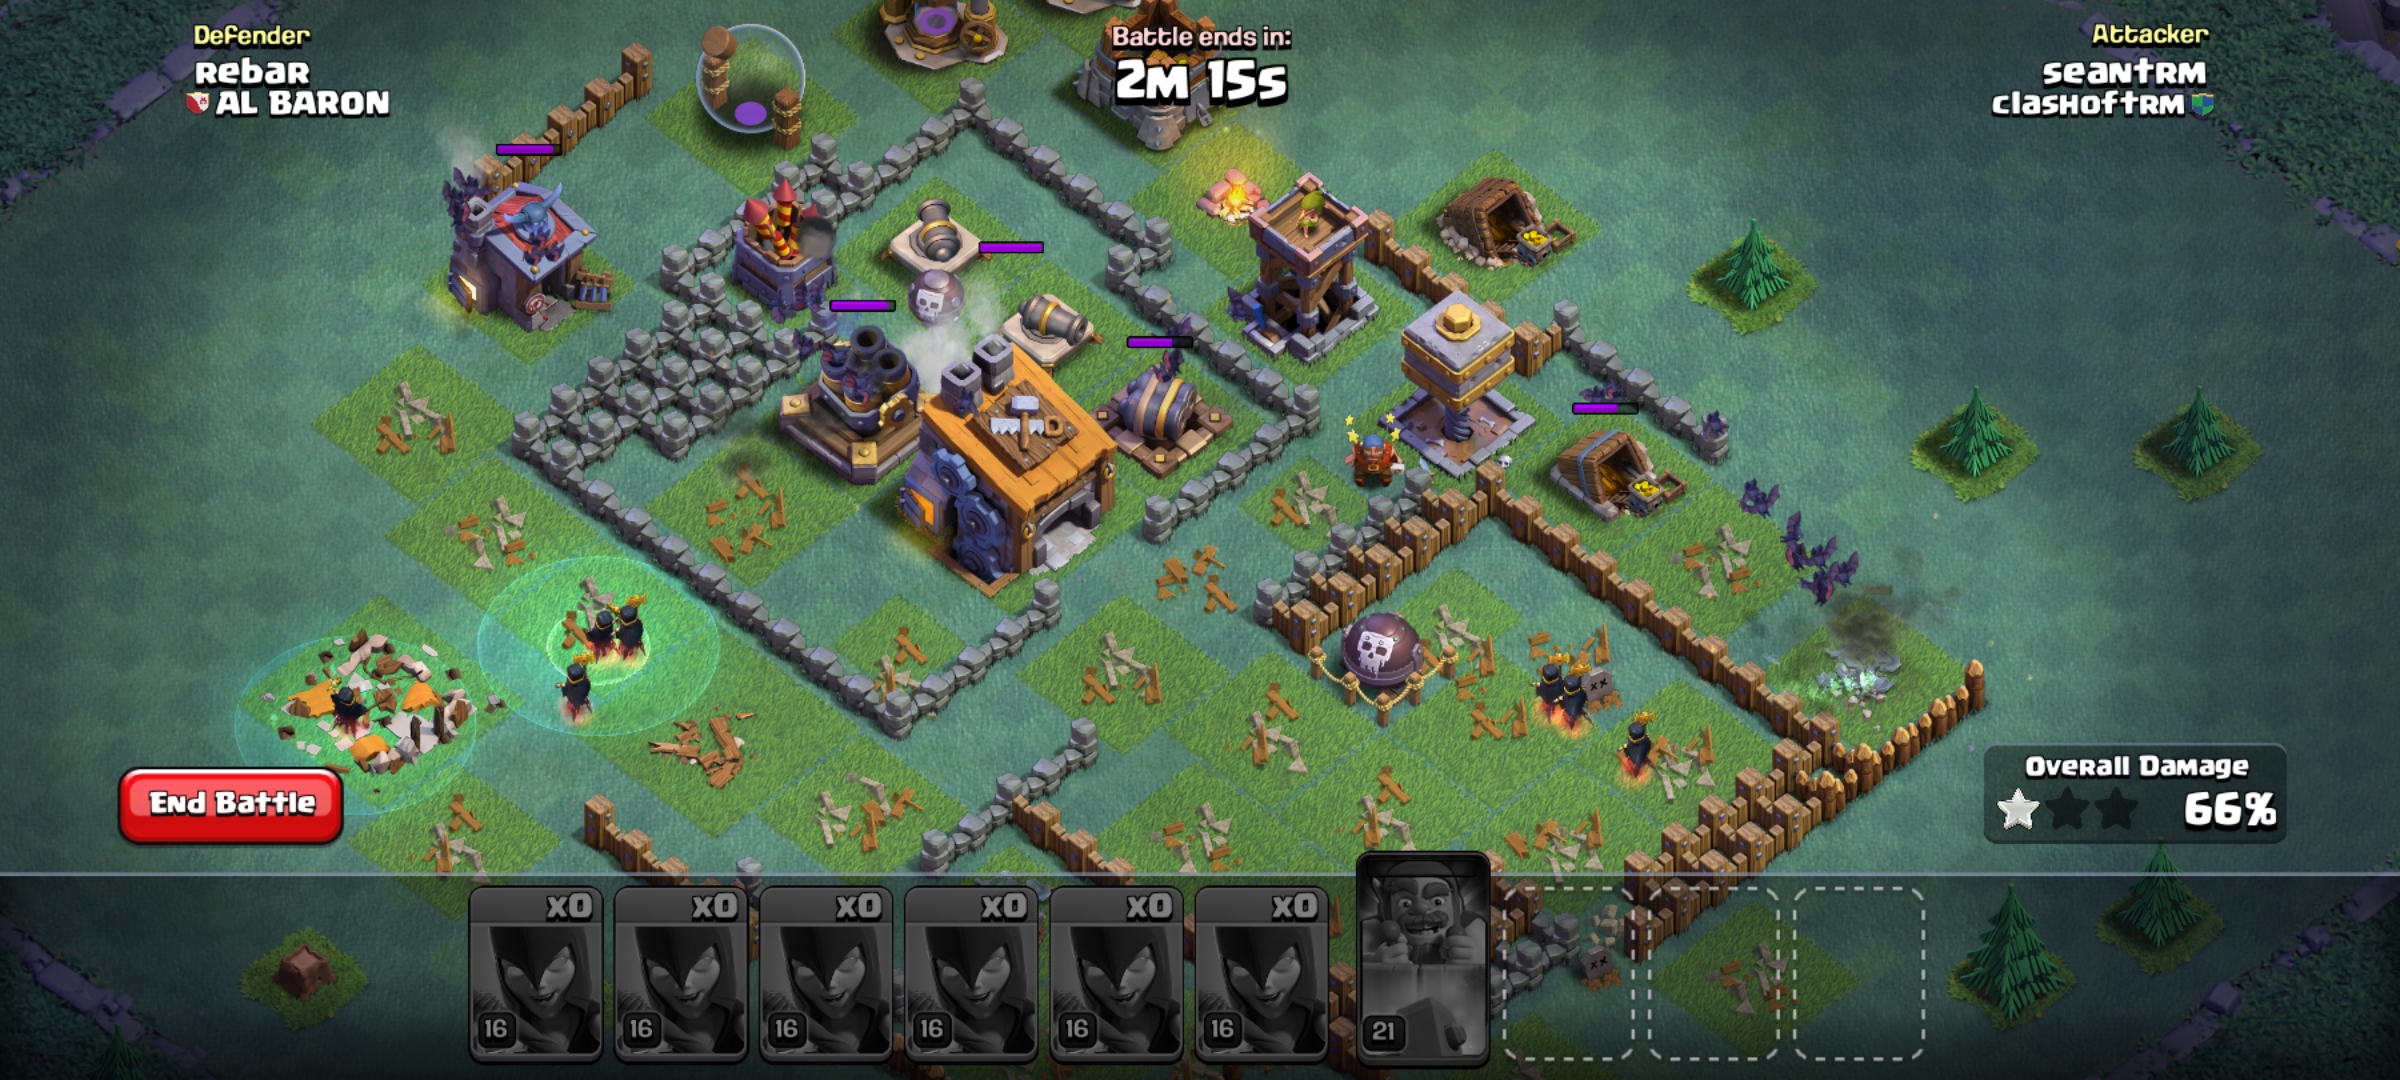 Defender
Rebar
AL BARON
Battle ends in:
2M 15s
Attacker
seantRM
clashoftRM
End Battle
Overall Damage
66%
x0
x0
x0
x0
x0
x0
16
16
16
16
16
16
21